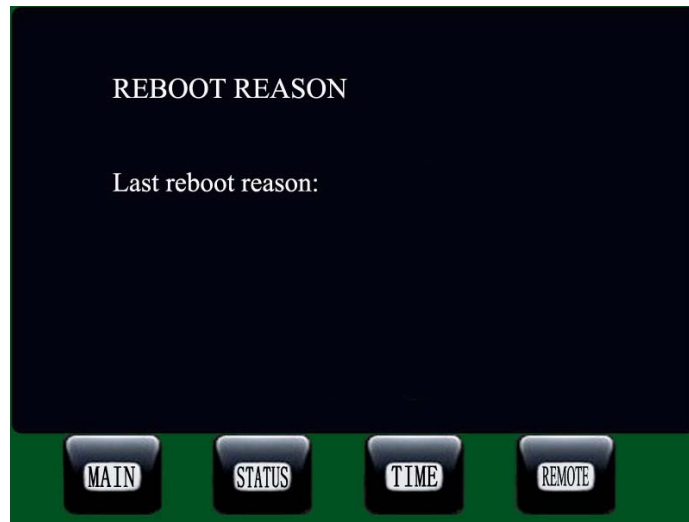 REBOOT REASON
Last reboot reason:
MAIN
STATUS
TIME
REMOTE